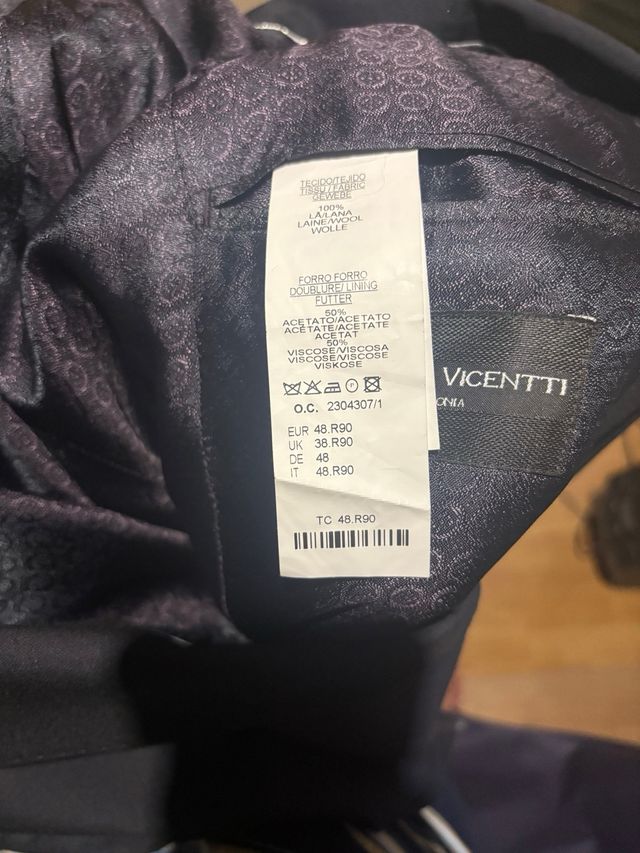 TECIDO/TEJIDO
TISSU / FABRIC
GEWEBE
100%
LÃ/LANA
LAINE/WOOL
WOLLE
FORRO FORRO
DOUBLURE/ LINING
FUTTER
50%
ACETATO/ACETATO
ACÉTATE/ACETATE
ACETAT
50%
VISCOSE/VISCOSA
VISCOSE/VISCOSE
VISKOSE
P
O.C. 2304307/1
EUR 48.R90
UK 38.R90
DE 48
IT 48.R90
TC 48.R90
VICENTTI
ONIA